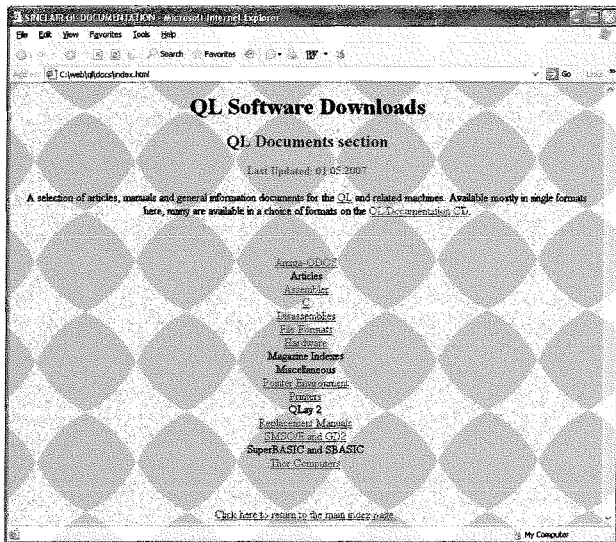 SINCLAIR QL DOCUMENTATION - Microsoft Internet Explorer
File Edit View Favorites Tools Help
Search Favorites
C:\web\ql\docs\index.html Go Links
QL Software Downloads
QL Documents section
Last Updated: 01.05.2007
A selection of articles, manuals and general information documents for the QL and related machines. Available mostly in single formats
here, many are available in a choice of formats on the QL Documentation CD.
Amiga-QDOS
Articles
Assembler
C
Disassemblies
File Formats
Hardware
Magazine Indexes
Miscellaneous
Pointer Environment
Printers
QLay 2
Replacement Manuals
SMSQ/E and GD2
SuperBASIC and SBASIC
Thor Computers
Click here to return to the main index page.
My Computer